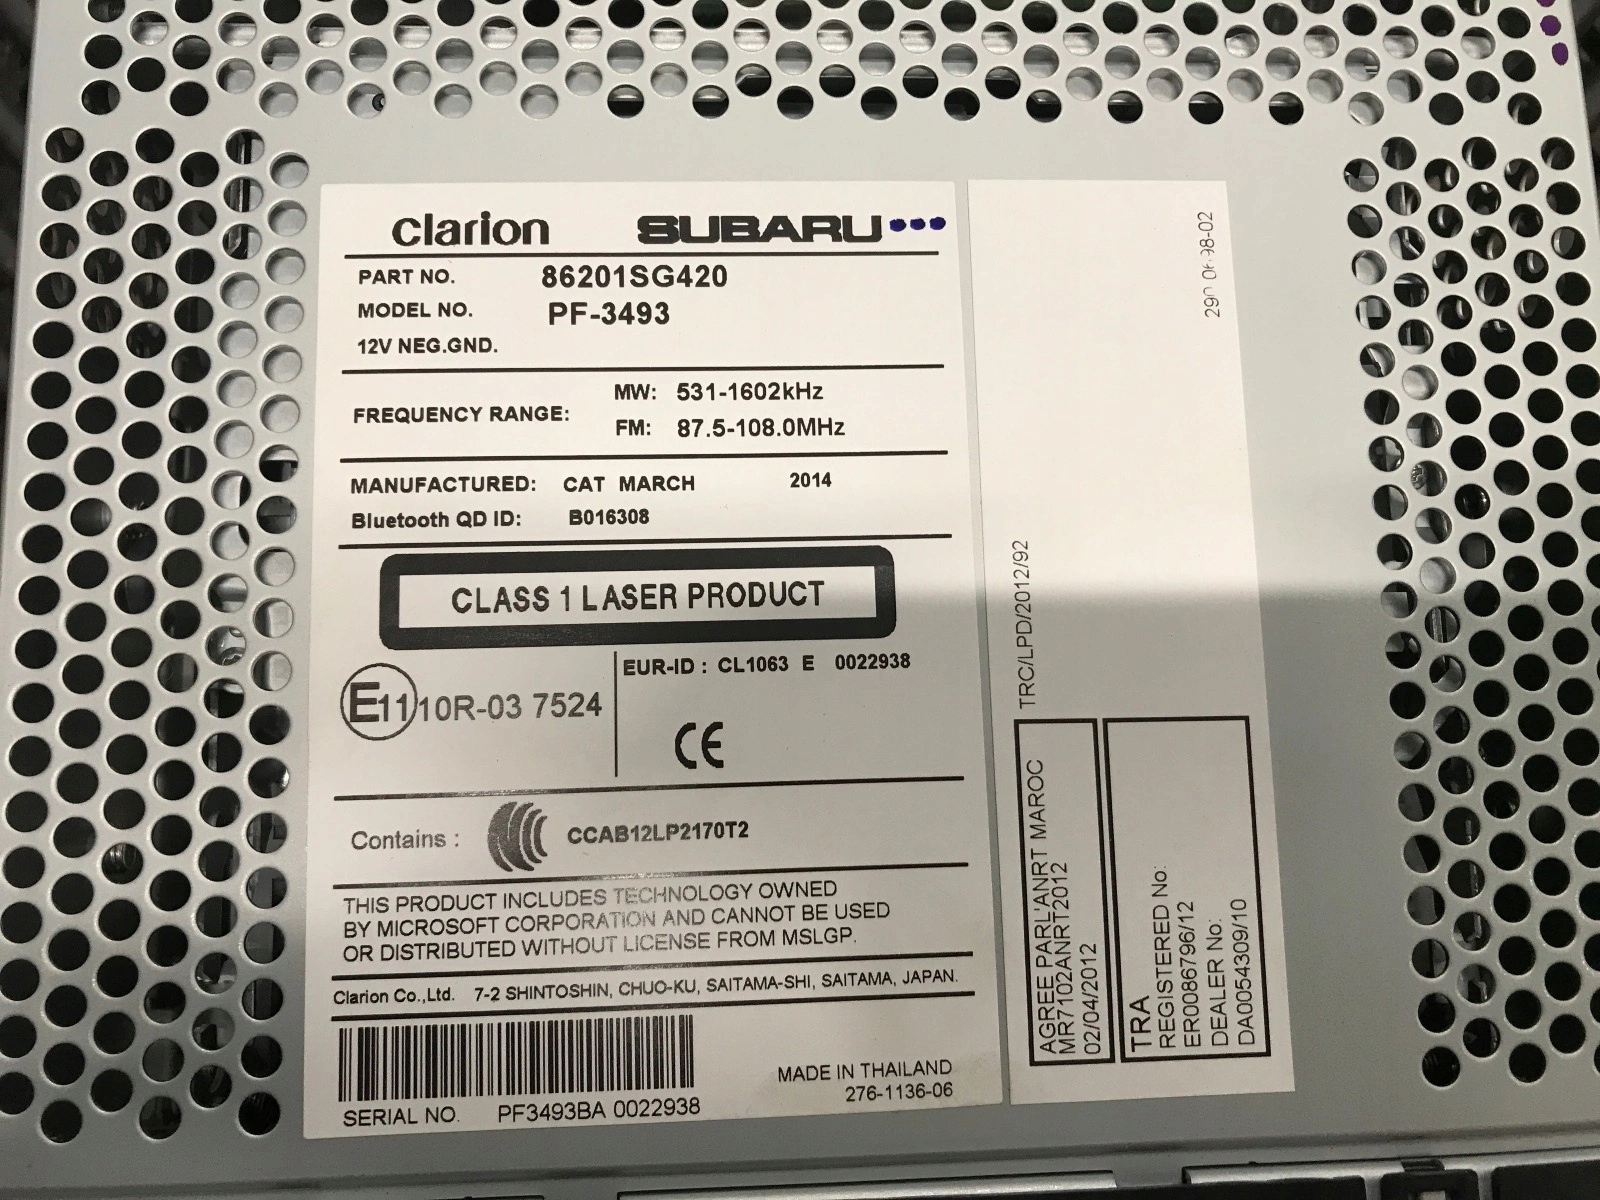 clarion SUBARU
PART NO. 86201SG420
MODEL NO. PF-3493
12V NEG.GND.
FREQUENCY RANGE: MW: 531-1602kHz
FM: 87.5-108.0MHz
MANUFACTURED: CAT MARCH 2014
Bluetooth QD ID: B016308
CLASS 1 LASER PRODUCT
E11 10R-03 7524
EUR-ID : CL1063 E 0022938
CE
Contains : CCAB12LP2170T2
THIS PRODUCT INCLUDES TECHNOLOGY OWNED
BY MICROSOFT CORPORATION AND CANNOT BE USED
OR DISTRIBUTED WITHOUT LICENSE FROM MSLGP.
Clarion Co.,Ltd. 7-2 SHINTOSHIN, CHUO-KU, SAITAMA-SHI, SAITAMA, JAPAN.
MADE IN THAILAND
276-1136-06
SERIAL NO. PF3493BA 0022938
TRC/LPD/2012/92
AGREE PARL'ANRT MAROC
MR7102ANRT2012
02/04/2012
TRA
REGISTERED No:
ER0086796/12
DEALER No:
DA0054309/10